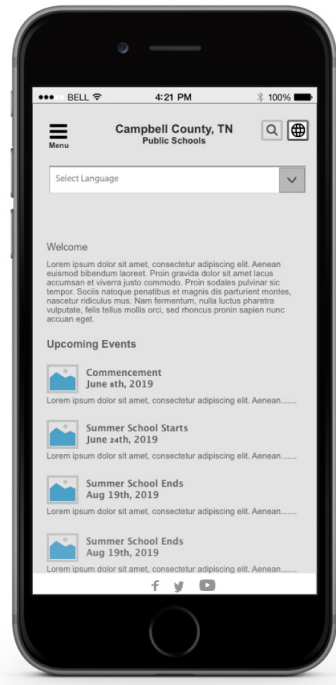 BELL 4:21 PM 100%
Menu
Campbell County, TN
Public Schools
Select Language
Welcome
Lorem ipsum dolor sit amet, consectetur adipiscing elit. Aenean
euismod bibendum laoreet. Proin gravida dolor sit amet lacus
accumsan et viverra justo commodo. Proin sodales pulvinar sic
tempor. Sociis natoque penatibus et magnis dis parturient montes,
nascetur ridiculus mus. Nam fermentum, nulla luctus pharetra
vulputate, felis tellus mollis orci, sed rhoncus pronin sapien nunc
accuan eget.
Upcoming Events
Commencement
June 8th, 2019
Lorem ipsum dolor sit amet, consectetur adipiscing elit. Aenean.......
Summer School Starts
June 24th, 2019
Lorem ipsum dolor sit amet, consectetur adipiscing elit. Aenean.......
Summer School Ends
Aug 19th, 2019
Lorem ipsum dolor sit amet, consectetur adipiscing elit. Aenean.......
Summer School Ends
Aug 19th, 2019
Lorem ipsum dolor sit amet, consectetur adipiscing elit. Aenean.......